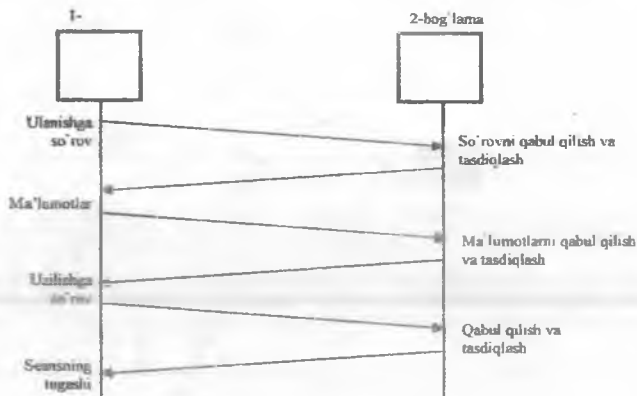 1-
2-bog`lama
Ulanishga
so`rov
So`rovni qabul qilish va
tasdiqlash
Ma'lumotlar
Ma'lumotlarni qabul qilish
va tasdiqlash
Uzilishga
so`rov
Qabul qilish va
tasdiqlash
Seansning
tugashi